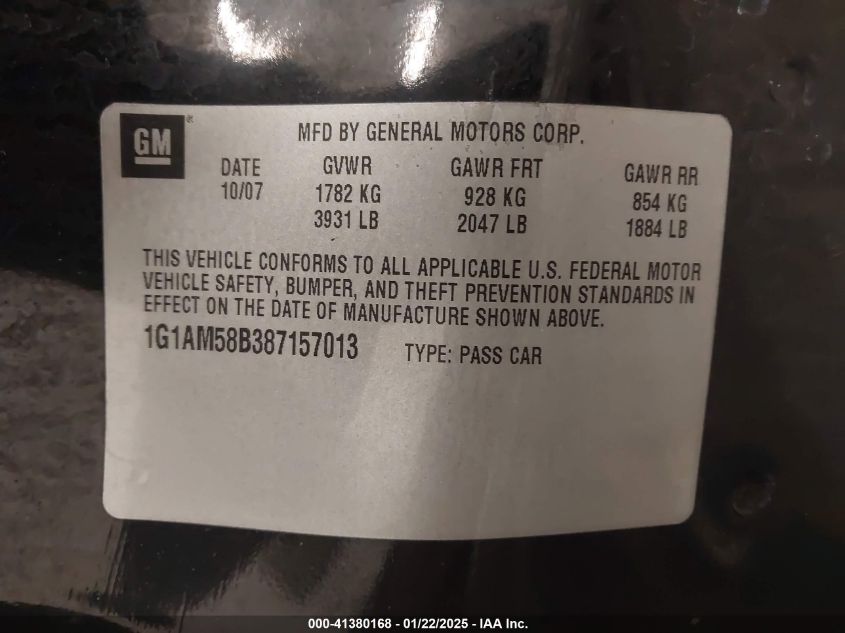 GM®
MFD BY GENERAL MOTORS CORP.
DATE GVWR GAWR FRT GAWR RR
10/07 1782 KG 928 KG 854 KG
3931 LB 2047 LB 1884 LB
THIS VEHICLE CONFORMS TO ALL APPLICABLE U.S. FEDERAL MOTOR
VEHICLE SAFETY, BUMPER, AND THEFT PREVENTION STANDARDS IN
EFFECT ON THE DATE OF MANUFACTURE SHOWN ABOVE.
1G1AM58B387157013 TYPE: PASS CAR
000-41380168 - 01/22/2025 - IAA Inc.